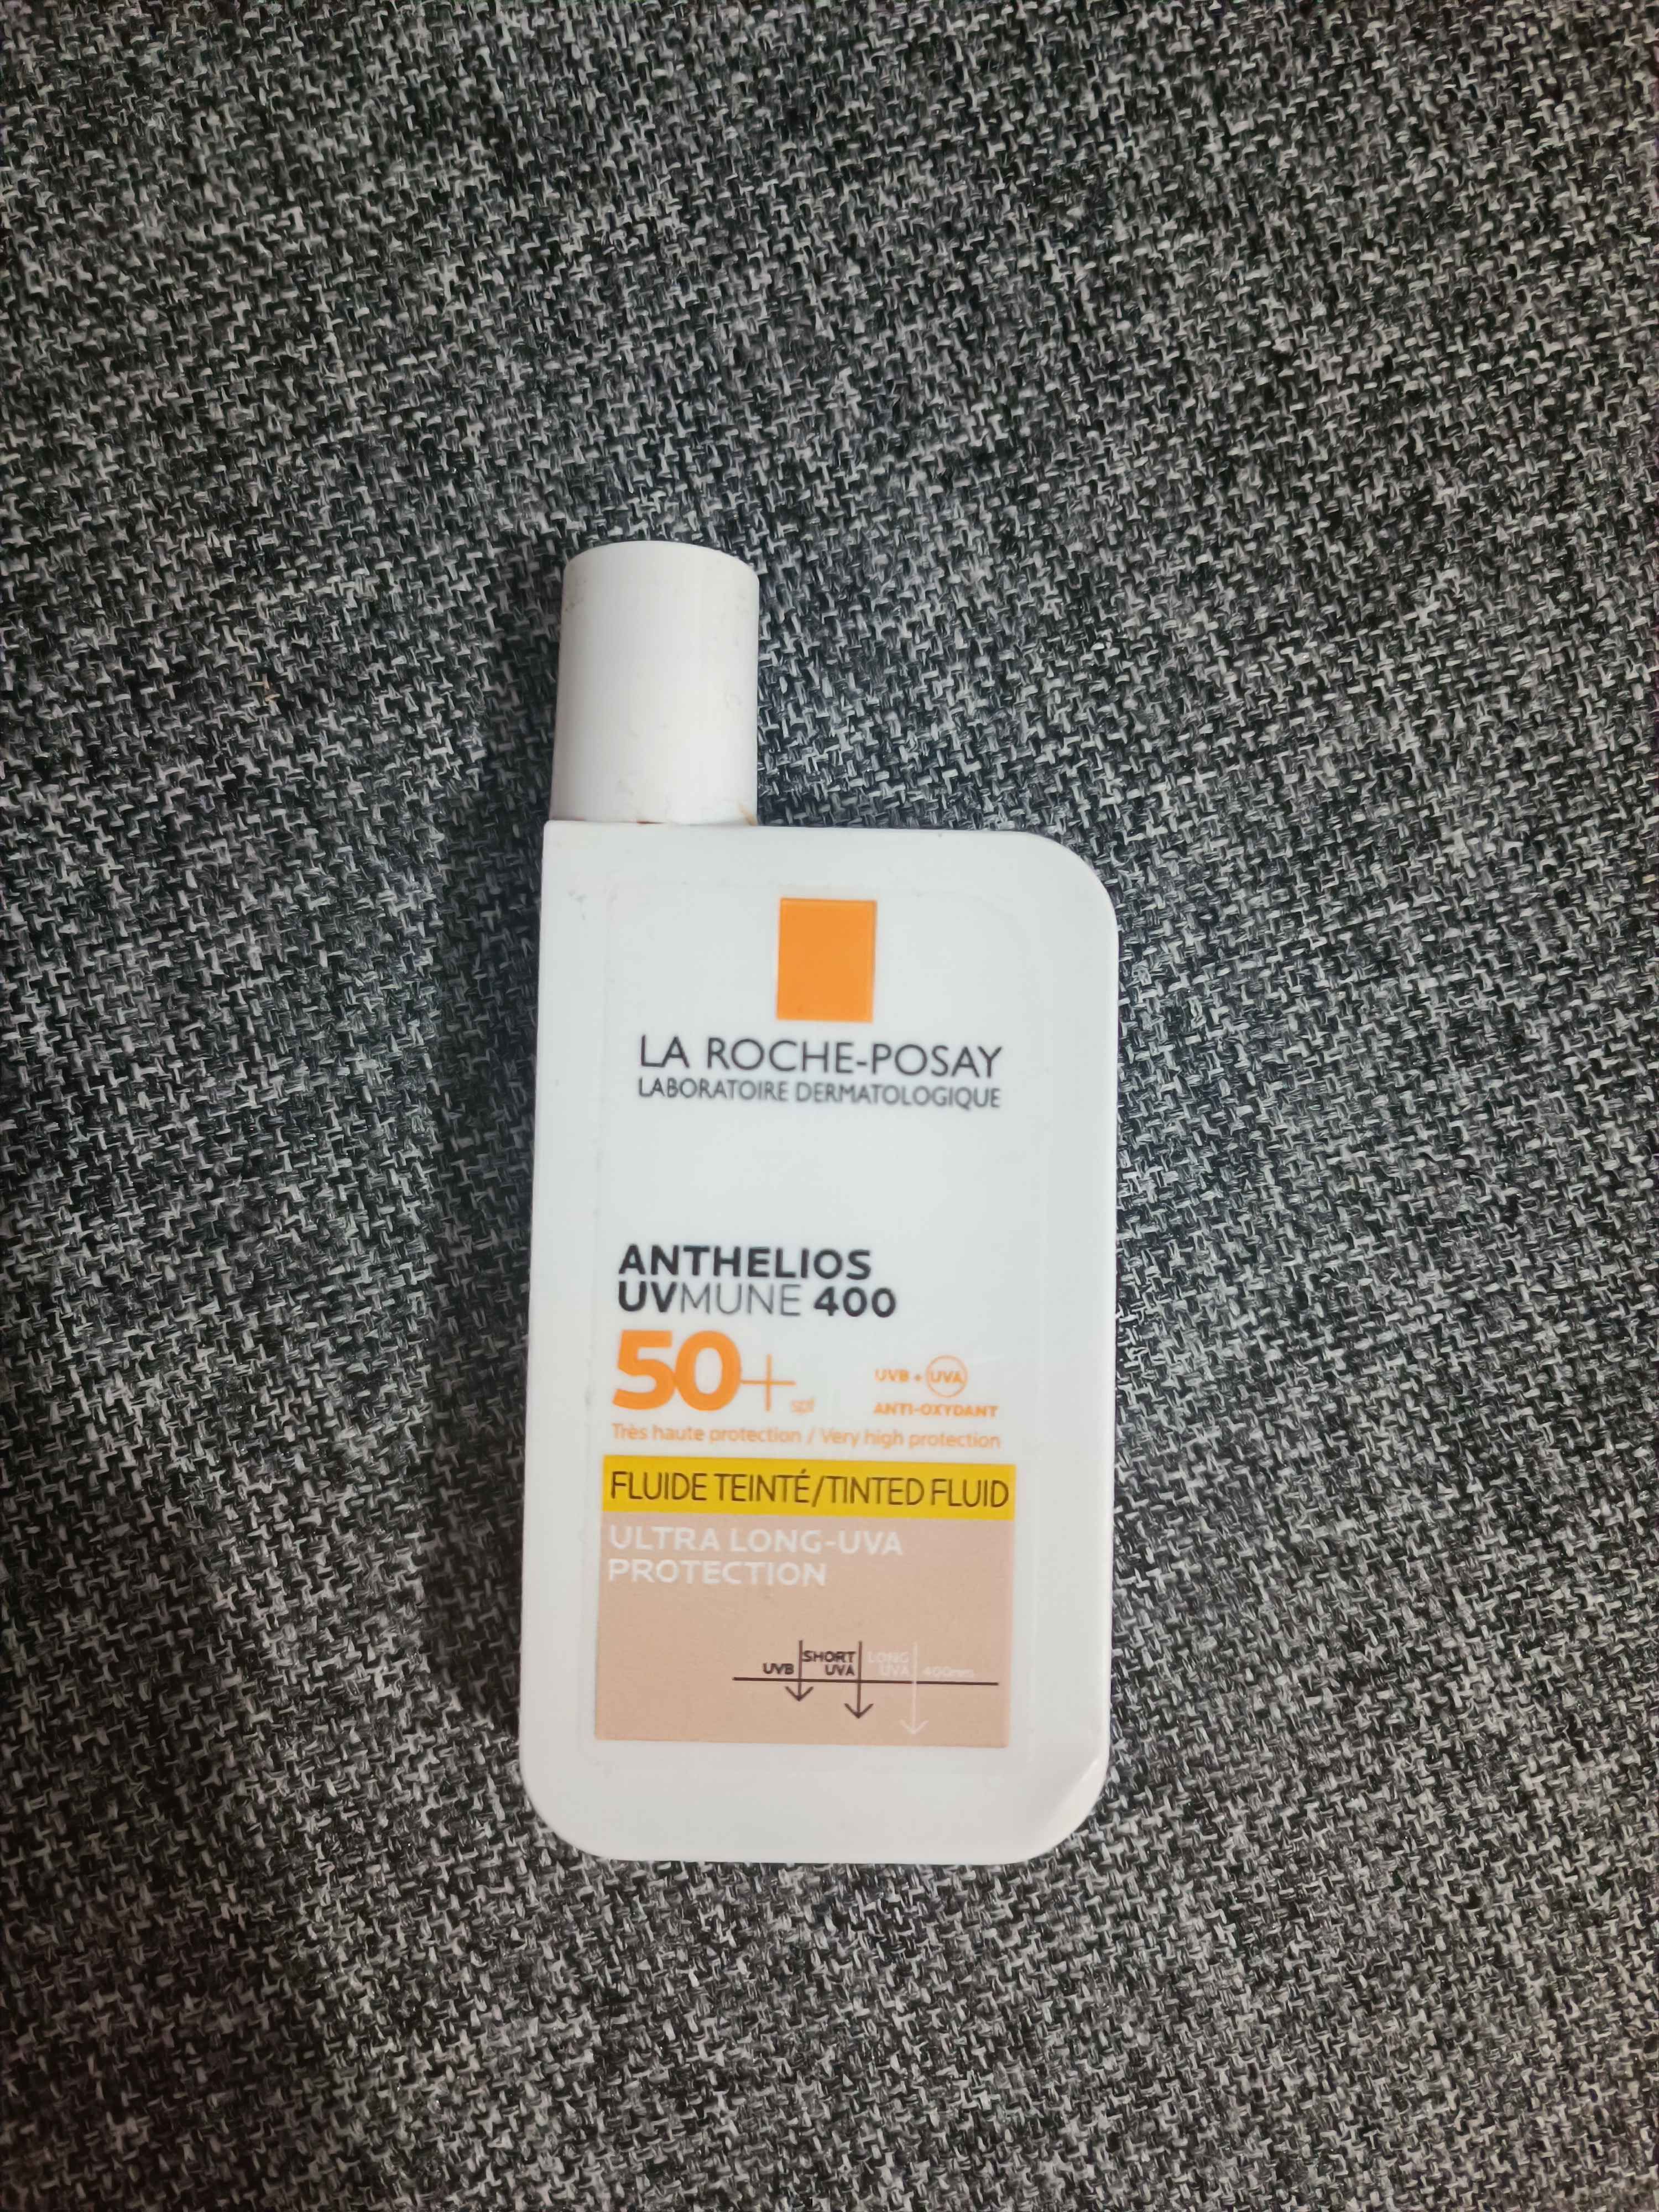 LA ROCHE-POSAY
LABORATOIRE DERMATOLOGIQUE
ANTHELIOS
UVMUNE 400
50+ spf
UVB + UVA
ANTI-OXYDANT
Très haute protection / Very high protection
FLUIDE TEINTÉ/TINTED FLUID
ULTRA LONG-UVA
PROTECTION
UVB SHORT UVA LONG UVA 400nm